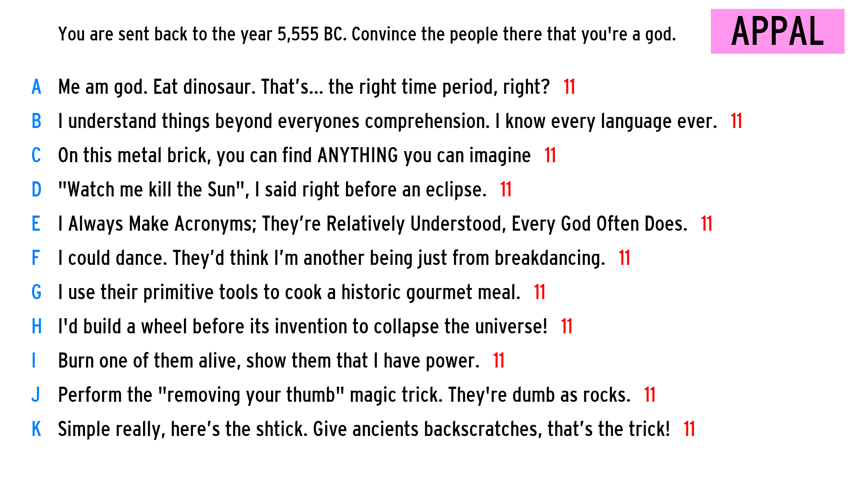 You are sent back to the year 5,555 BC. Convince the people there that you're a god.
APPAL
A Me am god. Eat dinosaur. That's... the right time period, right? 11
B I understand things beyond everyones comprehension. I know every language ever. 11
C On this metal brick, you can find ANYTHING you can imagine 11
D "Watch me kill the Sun", I said right before an eclipse. 11
E I Always Make Acronyms; They're Relatively Understood, Every God Often Does. 11
F I could dance. They'd think I'm another being just from breakdancing. 11
G I use their primitive tools to cook a historic gourmet meal. 11
H I'd build a wheel before its invention to collapse the universe! 11
I Burn one of them alive, show them that I have power. 11
J Perform the "removing your thumb" magic trick. They're dumb as rocks. 11
K Simple really, here's the shtick. Give ancients backscratches, that's the trick! 11